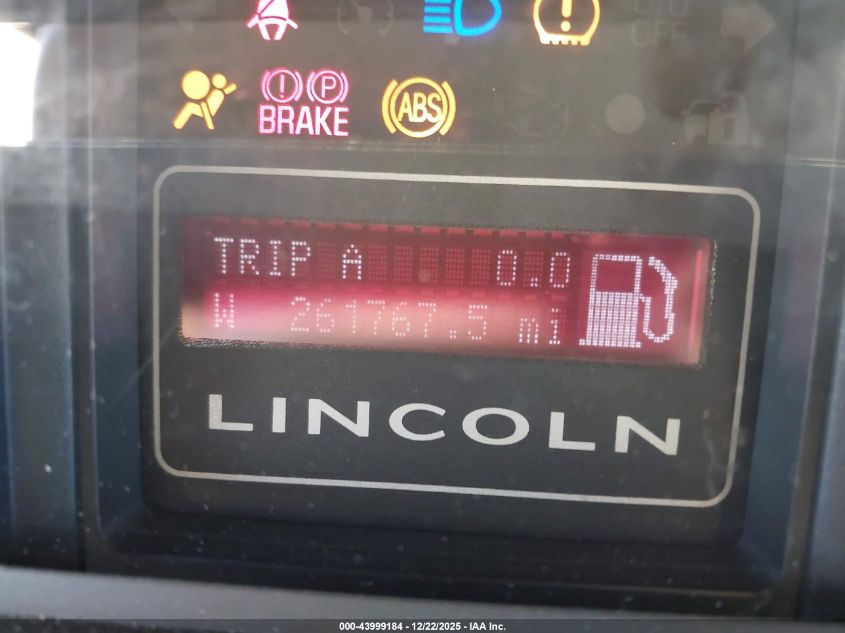 BRAKE
P
ABS
TRIP A 0.0
W 261767.5 mi
LINCOLN
000-43999184 - 12/22/2025 - IAA Inc.